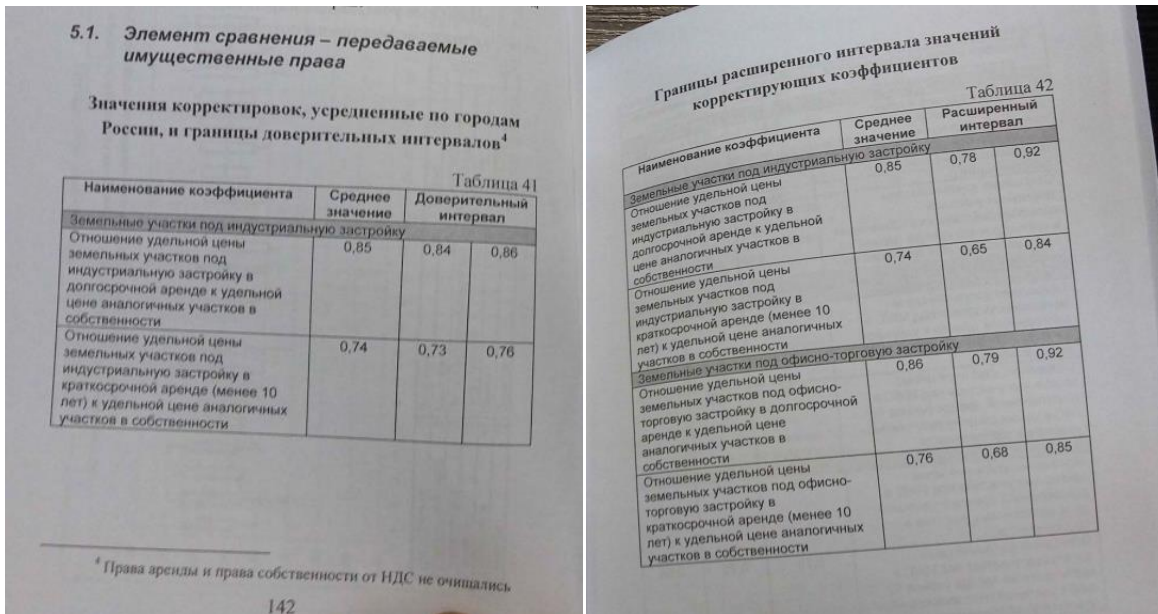 5.1. Элемент сравнения – передаваемые
имущественные права
Значения корректировок, усредненные по городам
России, и границы доверительных интервалов⁴
Таблица 41
Наименование коэффициента Среднее значение Доверительный интервал
Земельные участки под индустриальную застройку
Отношение удельной цены 0,85 0,84 0,86
земельных участков под
индустриальную застройку в
долгосрочной аренде к удельной
цене аналогичных участков в
собственности
Отношение удельной цены 0,74 0,73 0,76
земельных участков под
индустриальную застройку в
краткосрочной аренде (менее 10
лет) к удельной цене аналогичных
участков в собственности
⁴ Права аренды и права собственности от НДС не очищались
142
Границы расширенного интервала значений
корректирующих коэффициентов
Таблица 42
Наименование коэффициента Среднее значение Расширенный интервал
Земельные участки под индустриальную застройку
Отношение удельной цены 0,85 0,78 0,92
земельных участков под
индустриальную застройку в
долгосрочной аренде к удельной
цене аналогичных участков в
собственности
Отношение удельной цены 0,74 0,65 0,84
земельных участков под
индустриальную застройку в
краткосрочной аренде (менее 10
лет) к удельной цене аналогичных
участков в собственности
Земельные участки под офисно-торговую застройку
Отношение удельной цены 0,86 0,79 0,92
земельных участков под офисно-
торговую застройку в долгосрочной
аренде к удельной цене
аналогичных участков в
собственности
Отношение удельной цены 0,76 0,68 0,85
земельных участков под офисно-
торговую застройку в
краткосрочной аренде (менее 10
лет) к удельной цене аналогичных
участков в собственности